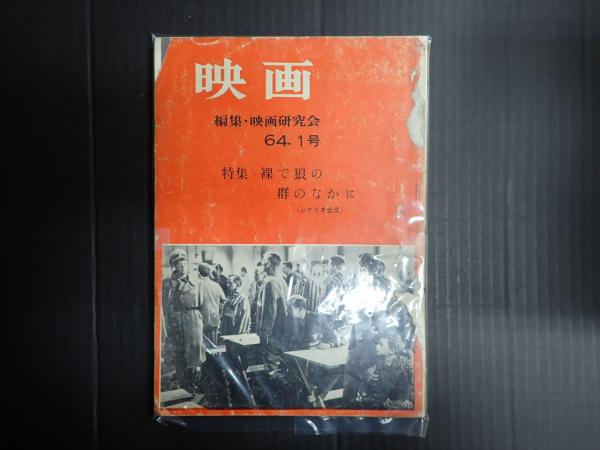 映画
編集・映画研究会
64.1号
特集 裸で狼の
群のなかに
(シナリオ全文)